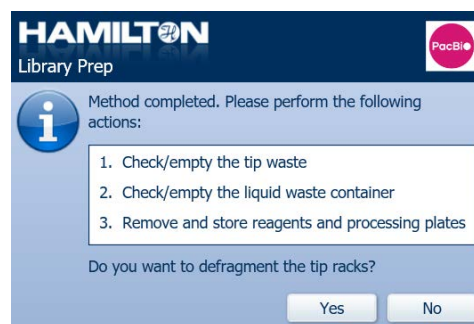 HAMILTON
PacBio
Library Prep
Method completed. Please perform the following
actions:
1. Check/empty the tip waste
2. Check/empty the liquid waste container
3. Remove and store reagents and processing plates
Do you want to defragment the tip racks?
Yes No